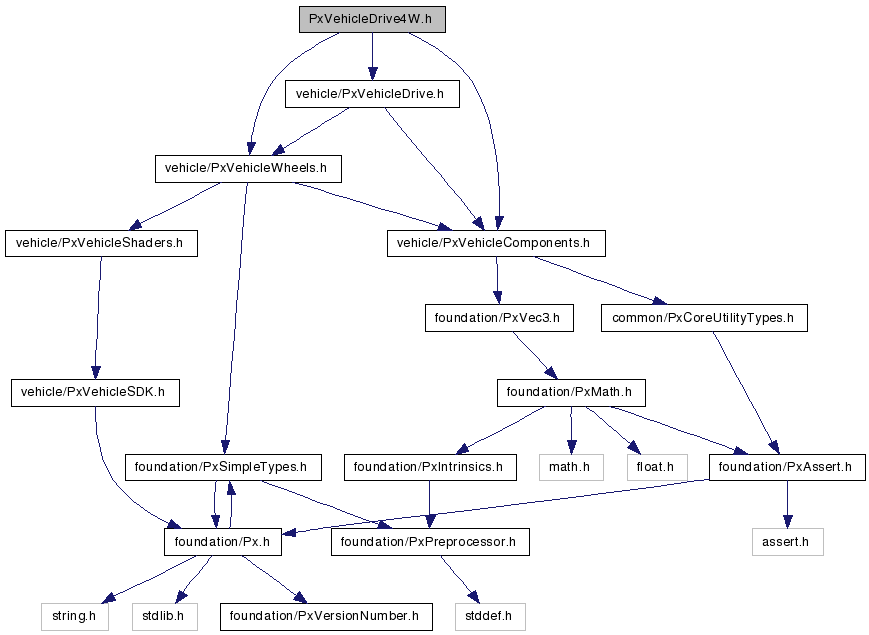 PxVehicleDrive4W.h
vehicle/PxVehicleDrive.h
vehicle/PxVehicleWheels.h
vehicle/PxVehicleShaders.h
vehicle/PxVehicleComponents.h
foundation/PxVec3.h
common/PxCoreUtilityTypes.h
vehicle/PxVehicleSDK.h
foundation/PxMath.h
foundation/PxSimpleTypes.h
foundation/PxIntrinsics.h
math.h
float.h
foundation/PxAssert.h
foundation/Px.h
foundation/PxPreprocessor.h
assert.h
string.h
stdlib.h
foundation/PxVersionNumber.h
stddef.h